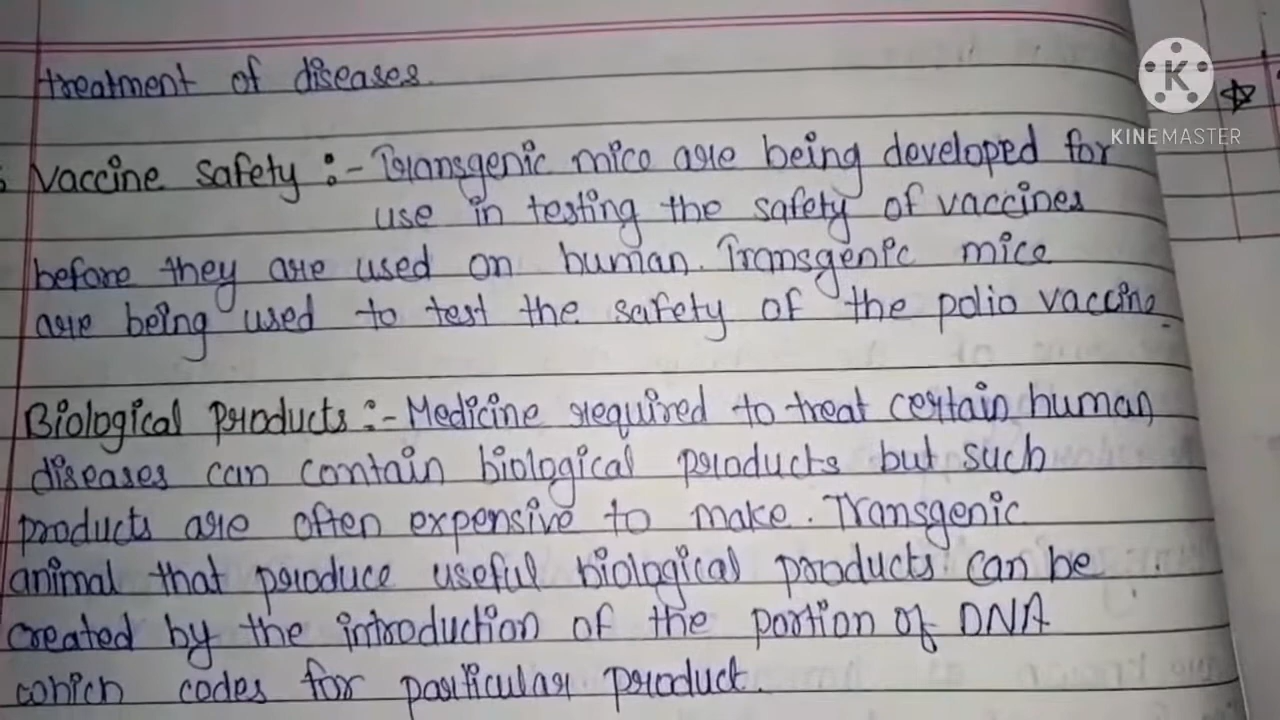 treatment of diseases.
Vaccine safety :- Transgenic mice are being developed for
use in testing the safety of vaccines
before they are used on human. Transgenic mice
are being used to test the safety of the polio vaccine.
Biological products :- Medicine required to treat certain human
diseases can contain biological products but such
products are often expensive to make. Transgenic
animal that produce useful biological products can be
created by the introduction of the portion of DNA
which codes for particular product.
K
KINEMASTER